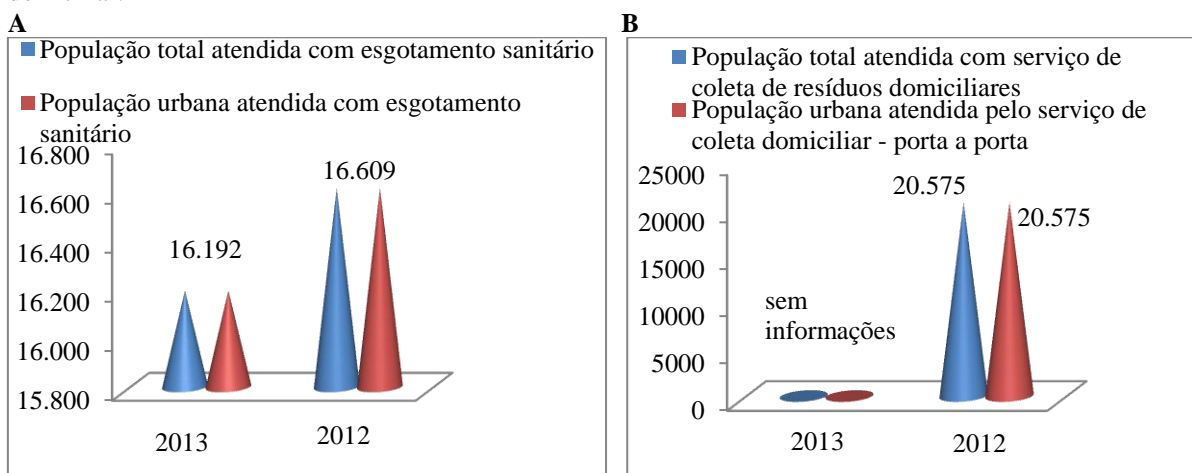 A
População total atendida com esgotamento sanitário
População urbana atendida com esgotamento
sanitário
16.800
16.600
16.400
16.200
16.000
15.800
16.192
16.609
2013
2012
B
População total atendida com serviço de
coleta de resíduos domiciliares
População urbana atendida pelo serviço de
coleta domiciliar - porta a porta
25000
20000
15000
10000
5000
0
sem
informações
20.575
20.575
2013
2012